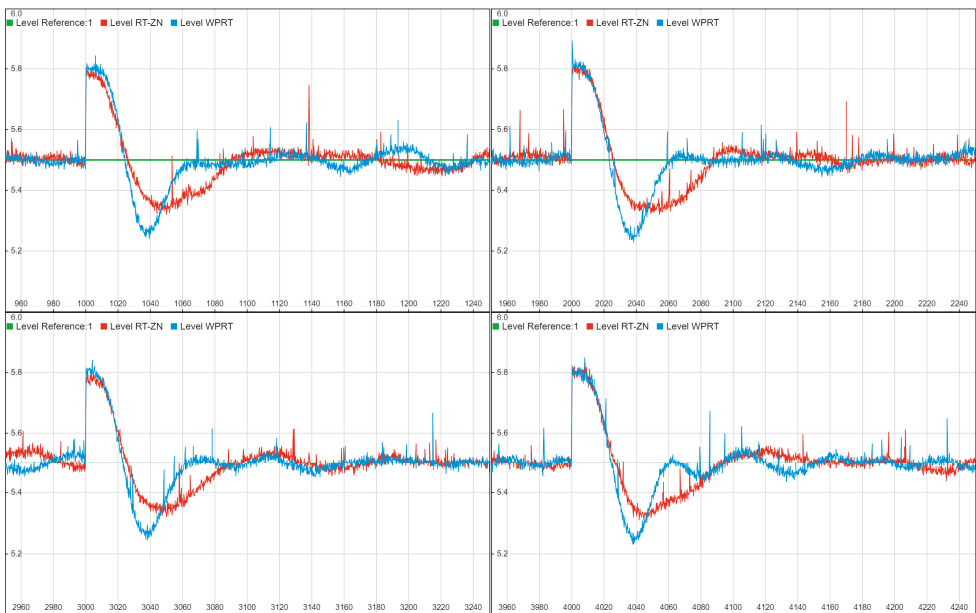 6.0
Level Reference:1 Level RT-ZN Level WPRT
5.8
5.6
5.4
5.2
960 980 1000 1020 1040 1060 1080 1100 1120 1140 1160 1180 1200 1220 1240
6.0
Level Reference:1 Level RT-ZN Level WPRT
5.8
5.6
5.4
5.2
1960 1980 2000 2020 2040 2060 2080 2100 2120 2140 2160 2180 2200 2220 2240
6.0
Level Reference:1 Level RT-ZN Level WPRT
5.8
5.6
5.4
5.2
2960 2980 3000 3020 3040 3060 3080 3100 3120 3140 3160 3180 3200 3220 3240
6.0
Level Reference:1 Level RT-ZN Level WPRT
5.8
5.6
5.4
5.2
3960 3980 4000 4020 4040 4060 4080 4100 4120 4140 4160 4180 4200 4220 4240